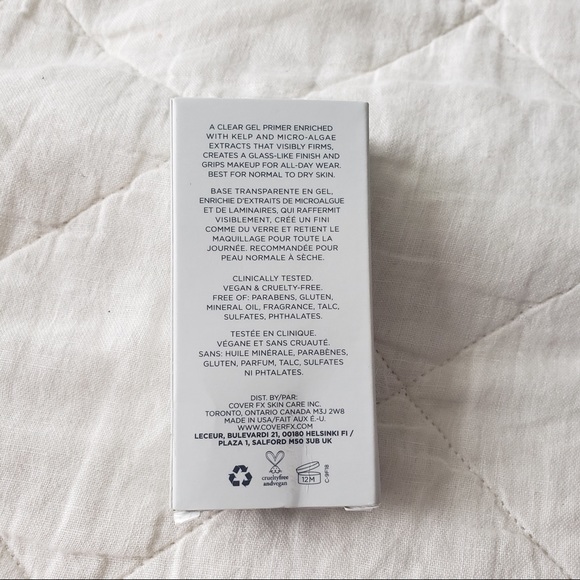 A CLEAR GEL PRIMER ENRICHED
WITH KELP AND MICRO-ALGAE
EXTRACTS THAT VISIBLY FIRMS,
CREATES A GLASS-LIKE FINISH AND
GRIPS MAKEUP FOR ALL-DAY WEAR.
BEST FOR NORMAL TO DRY SKIN.
BASE TRANSPARENTE EN GEL,
ENRICHIE D'EXTRAITS DE MICROALGUE
ET DE LAMINAIRES, QUI RAFFERMIT
VISIBLEMENT, CRÉÉ UN FINI
COMME DU VERRE ET RETIENT LE
MAQUILLAGE POUR TOUTE LA
JOURNÉE. RECOMMANDÉE POUR
PEAU NORMALE À SÈCHE.
CLINICALLY TESTED.
VEGAN & CRUELTY-FREE.
FREE OF: PARABENS, GLUTEN,
MINERAL OIL, FRAGRANCE, TALC,
SULFATES, PHTHALATES.
TESTÉE EN CLINIQUE.
VÉGANE ET SANS CRUAUTÉ.
SANS: HUILE MINÉRALE, PARABÈNES,
GLUTEN, PARFUM, TALC, SULFATES
NI PHTALATES.
DIST. BY/PAR:
COVER FX SKIN CARE INC.
TORONTO, ONTARIO CANADA M3J 2W8
MADE IN USA/FAIT AUX É.-U.
WWW.COVERFX.COM
LECEUR, BULEVARDI 21, 00180 HELSINKI FI /
PLAZA 1, SALFORD M50 3UB UK
crueltyfree
andvegan
12M
C-BP18